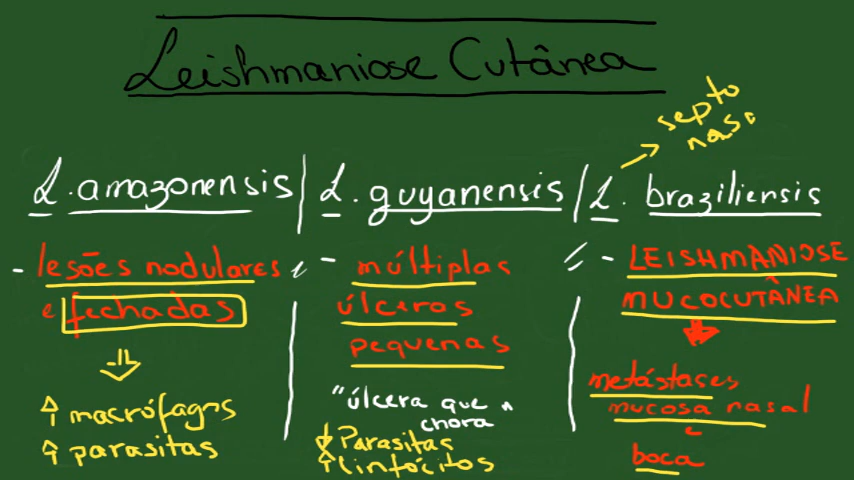 Leishmaniose Cutânea
septo
nasa
L. amazonensis
- lesões nodulares
e fechadas
⇓
↑ macrófagos
↑ parasitas
L. guyanensis
- múltiplas
úlceras
pequenas
"úlcera que
chora"
↓ Parasitas
↑ linfócitos
L. braziliensis
- LEISHMANIOSE
MUCOCUTÂNEA
metástases
mucosa nasal
e
boca